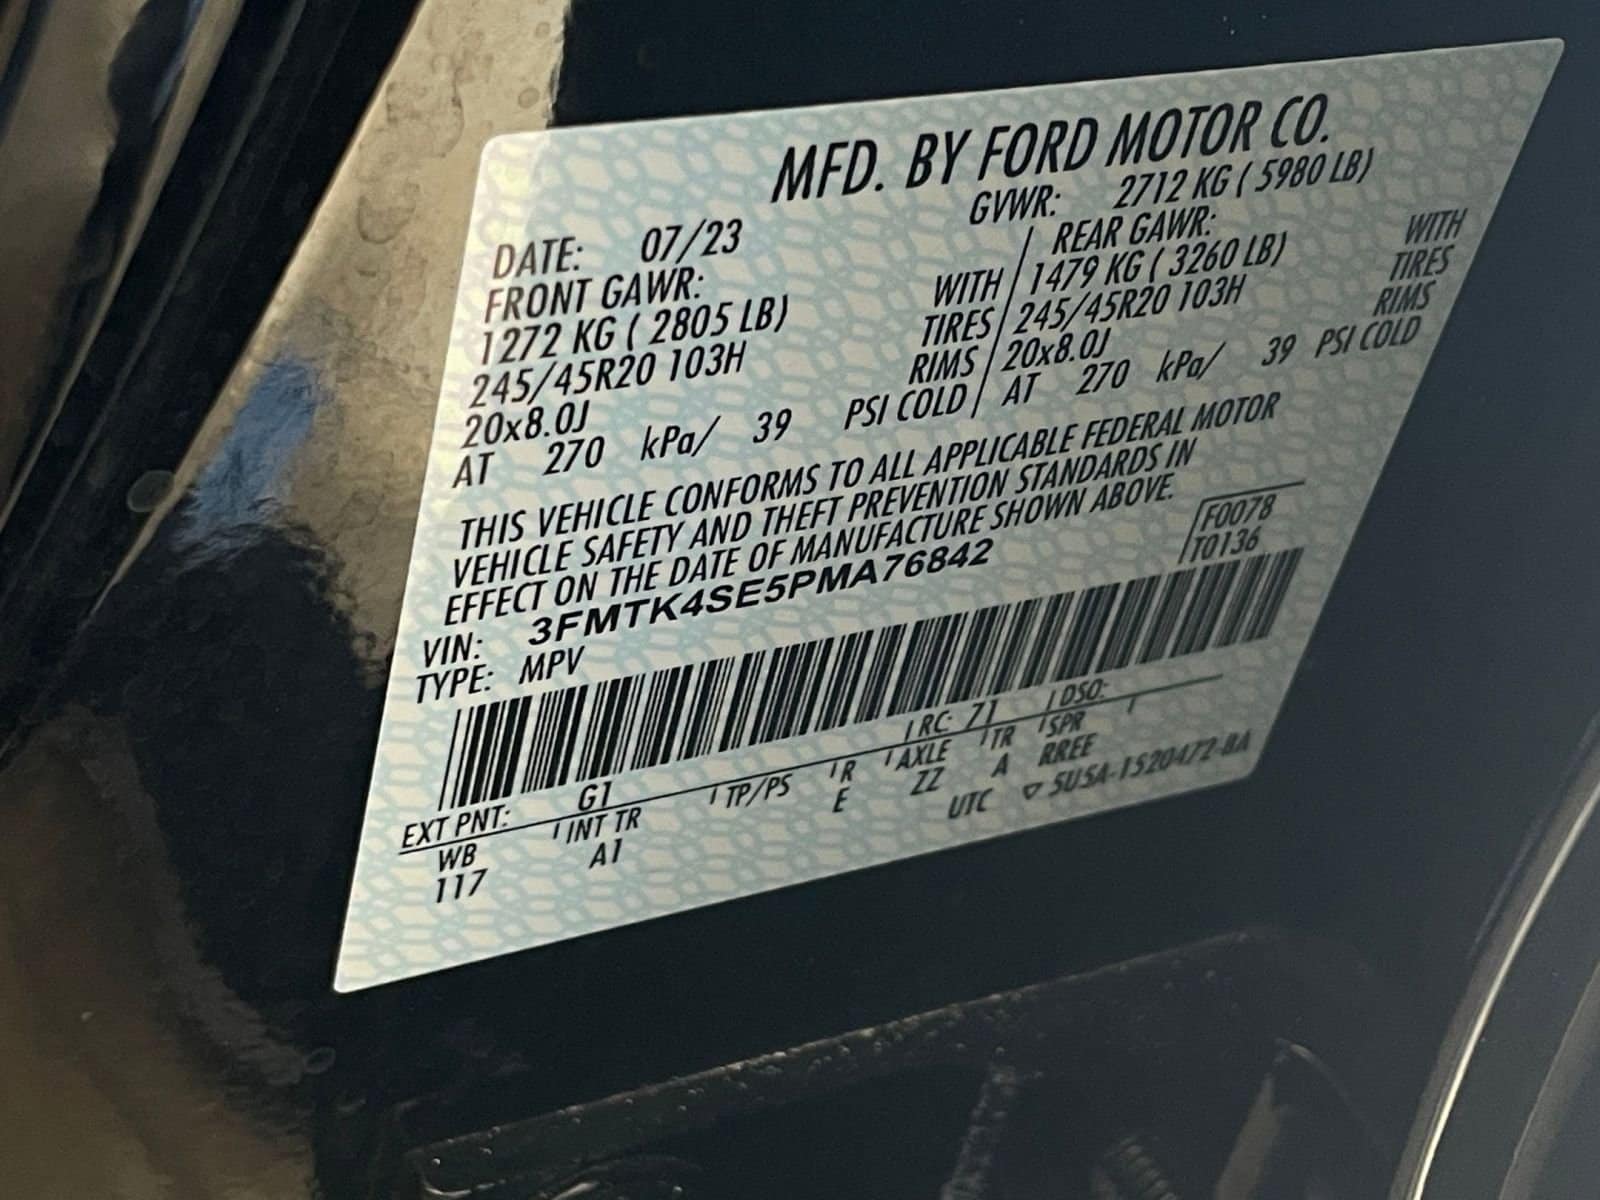 MFD. BY FORD MOTOR CO.
DATE: 07/23 GVWR: 2712 KG ( 5980 LB)
FRONT GAWR: REAR GAWR:
1272 KG ( 2805 LB) WITH 1479 KG ( 3260 LB) WITH
245/45R20 103H TIRES 245/45R20 103H TIRES
20x8.0J RIMS 20x8.0J RIMS
AT 270 kPa/ 39 PSI COLD AT 270 kPa/ 39 PSI COLD
THIS VEHICLE CONFORMS TO ALL APPLICABLE FEDERAL MOTOR
VEHICLE SAFETY AND THEFT PREVENTION STANDARDS IN
EFFECT ON THE DATE OF MANUFACTURE SHOWN ABOVE.
VIN: 3FMTK4SE5PMA76842 F0078
TYPE: MPV T0136
EXT PNT: G1 RC: 71 DSO:
WB INT TR TP/PS R AXLE TR SPR
117 A1 E ZZ A RREE
UTC ▽ 5U5A-1520472-BA